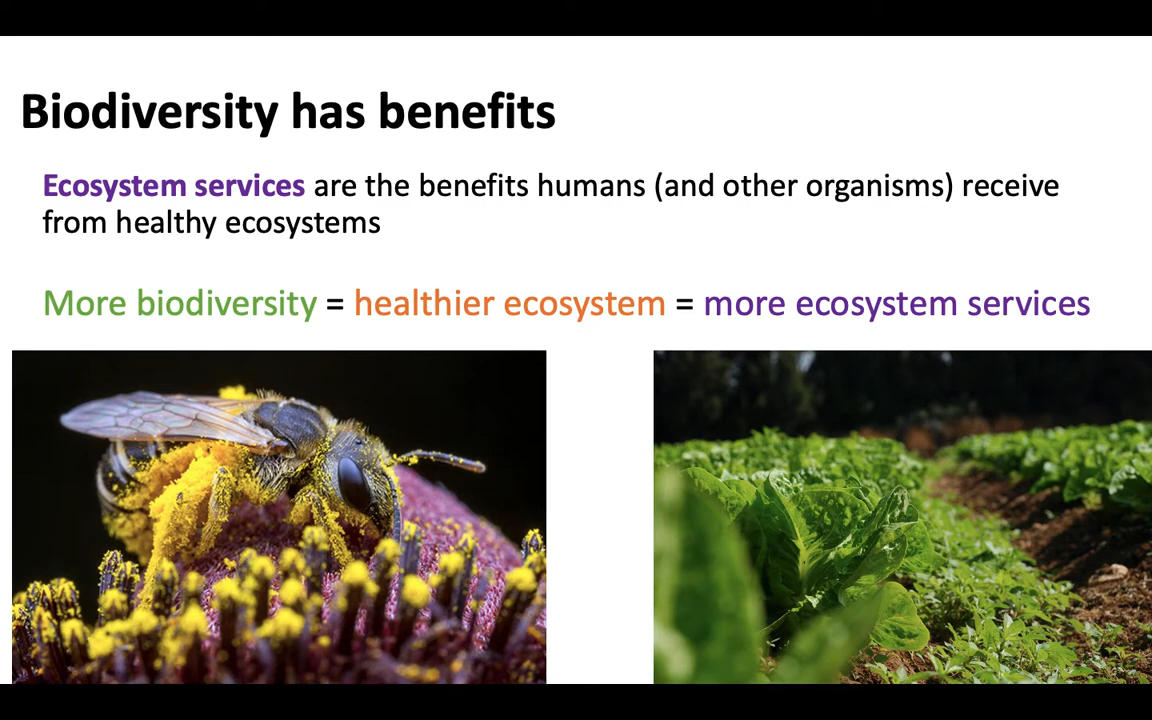 Biodiversity has benefits
Ecosystem services are the benefits humans (and other organisms) receive
from healthy ecosystems
More biodiversity = healthier ecosystem = more ecosystem services